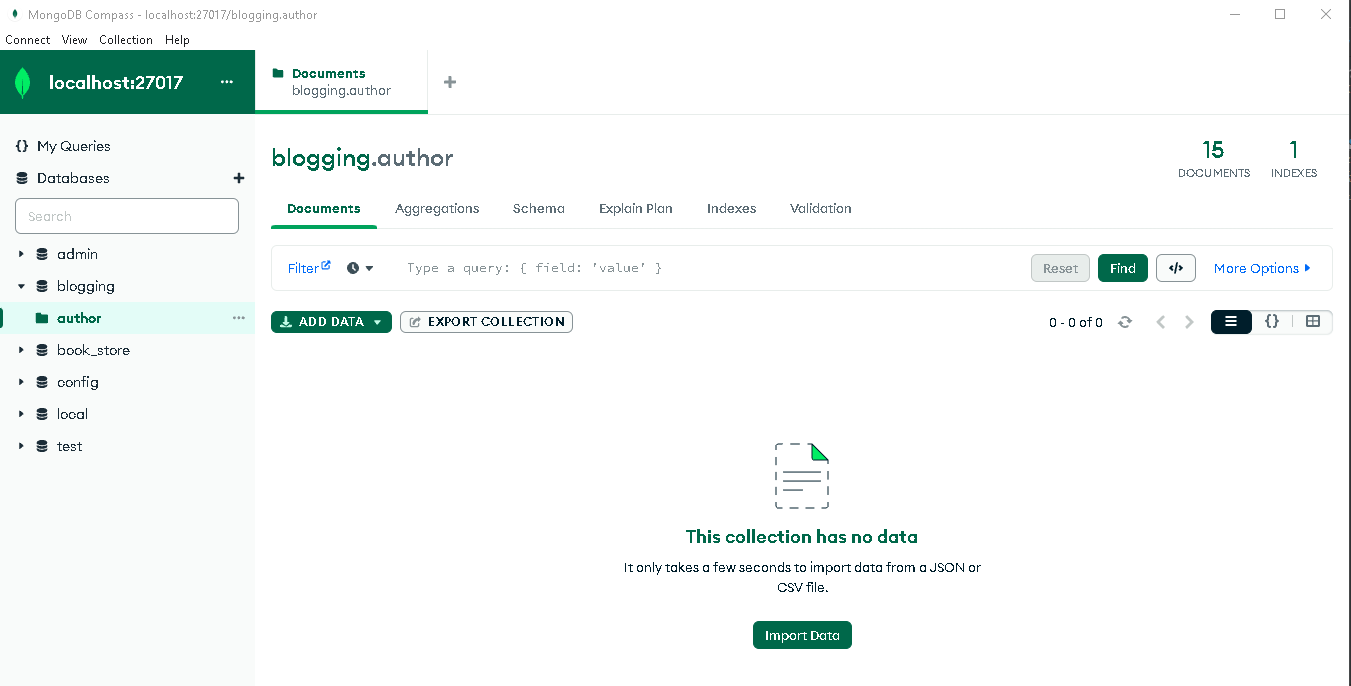 MongoDB Compass - localhost:27017/blogging.author
Connect View Collection Help
localhost:27017 ...
My Queries
Databases +
Search
admin
blogging
author ...
book_store
config
local
test
Documents
blogging.author
+
blogging.author
15
DOCUMENTS
1
INDEXES
Documents Aggregations Schema Explain Plan Indexes Validation
Filter Type a query: { field: 'value' } Reset Find </> More Options
ADD DATA EXPORT COLLECTION 0 - 0 of 0 {}
This collection has no data
It only takes a few seconds to import data from a JSON or
CSV file.
Import Data